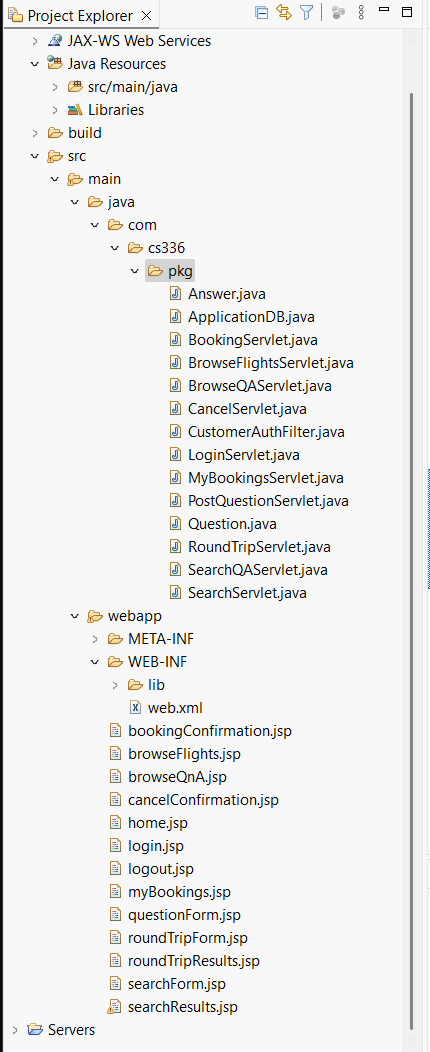 Project Explorer
JAX-WS Web Services
Java Resources
src/main/java
Libraries
build
src
main
java
com
cs336
pkg
Answer.java
ApplicationDB.java
BookingServlet.java
BrowseFlightsServlet.java
BrowseQAServlet.java
CancelServlet.java
CustomerAuthFilter.java
LoginServlet.java
MyBookingsServlet.java
PostQuestionServlet.java
Question.java
RoundTripServlet.java
SearchQAServlet.java
SearchServlet.java
webapp
META-INF
WEB-INF
lib
web.xml
bookingConfirmation.jsp
browseFlights.jsp
browseQnA.jsp
cancelConfirmation.jsp
home.jsp
login.jsp
logout.jsp
myBookings.jsp
questionForm.jsp
roundTripForm.jsp
roundTripResults.jsp
searchForm.jsp
searchResults.jsp
Servers